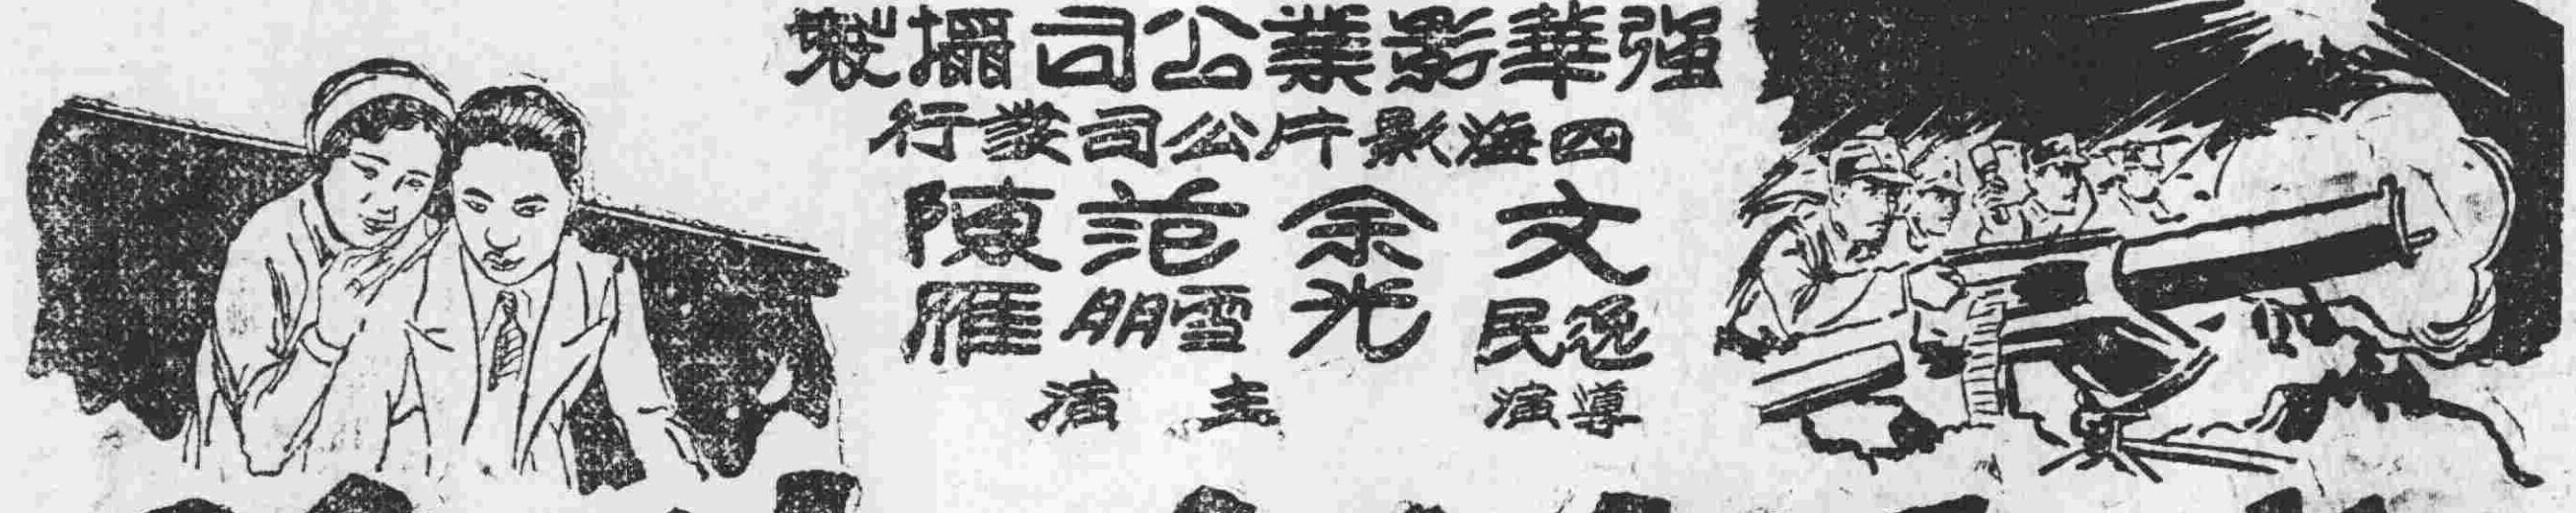 强華影業公司攝製
四海影片公司發行
文逸民
導演
余光
范雪朋
陳雁
主演